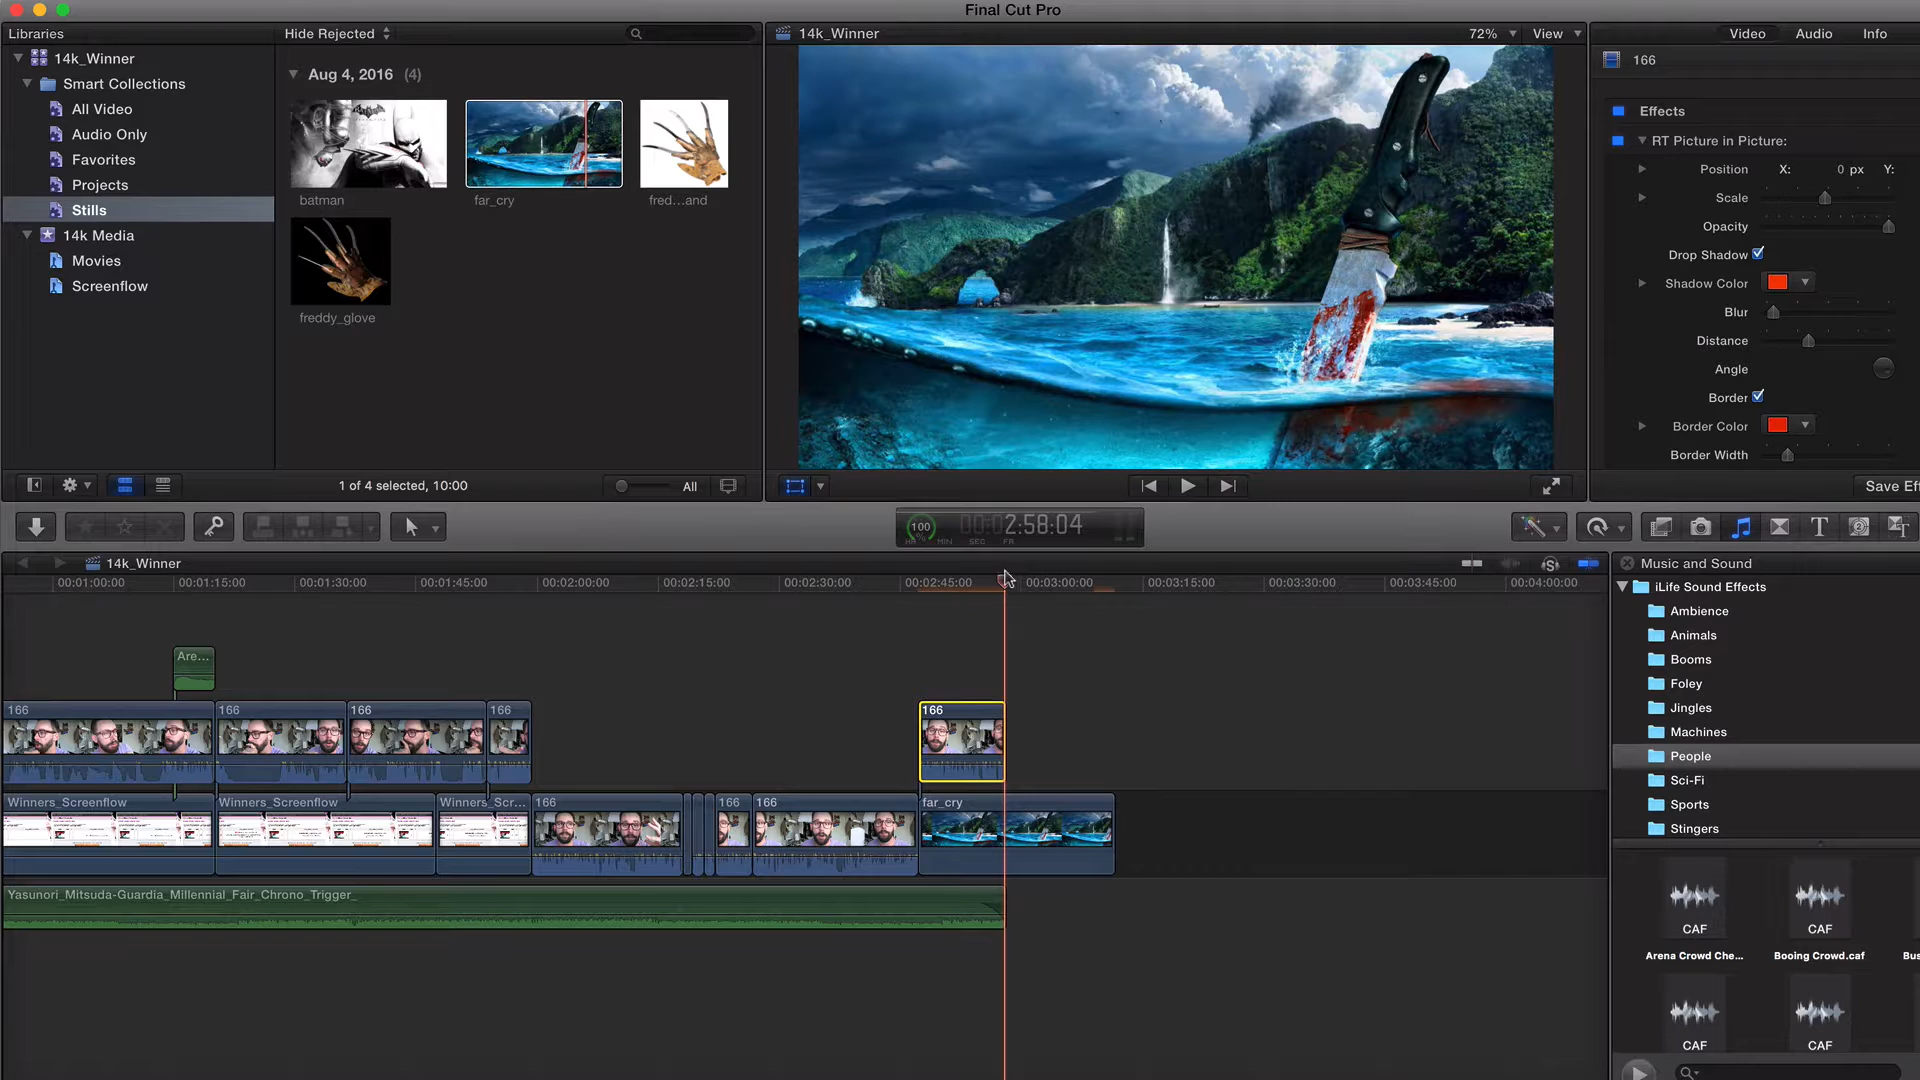 Final Cut Pro
Libraries
14k_Winner
Smart Collections
All Video
Audio Only
Favorites
Projects
Stills
14k Media
Movies
Screenflow
Hide Rejected
Aug 4, 2016 (4)
batman
far_cry
fred...and
freddy_glove
1 of 4 selected, 10:00
All
14k_Winner
72%
View
Video Audio Info
166
Effects
RT Picture in Picture:
Position X: 0 px Y:
Scale
Opacity
Drop Shadow
Shadow Color
Blur
Distance
Angle
Border
Border Color
Border Width
Save Eff
100
%
2:58:04
HR MIN SEC FR
14k_Winner
00:01:00:00 00:01:15:00 00:01:30:00 00:01:45:00 00:02:00:00 00:02:15:00 00:02:30:00 00:02:45:00 00:03:00:00 00:03:15:00 00:03:30:00 00:03:45:00 00:04:00:00
Are...
166 166 166 166 166
Winners_Screenflow Winners_Screenflow Winners_Scr... 166 166 166 far_cry
Yasunori_Mitsuda-Guardia_Millennial_Fair_Chrono_Trigger_
Music and Sound
iLife Sound Effects
Ambience
Animals
Booms
Foley
Jingles
Machines
People
Sci-Fi
Sports
Stingers
CAF CAF
Arena Crowd Che... Booing Crowd.caf Bus
CAF CAF